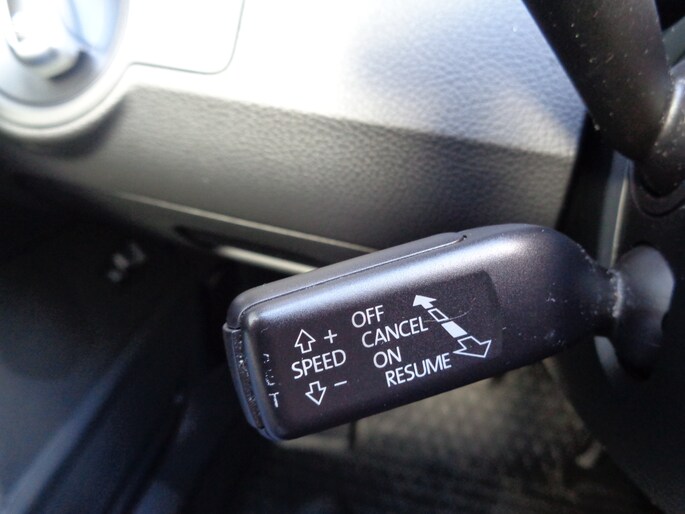 OFF
CANCEL
ON
RESUME
+
SPEED
−